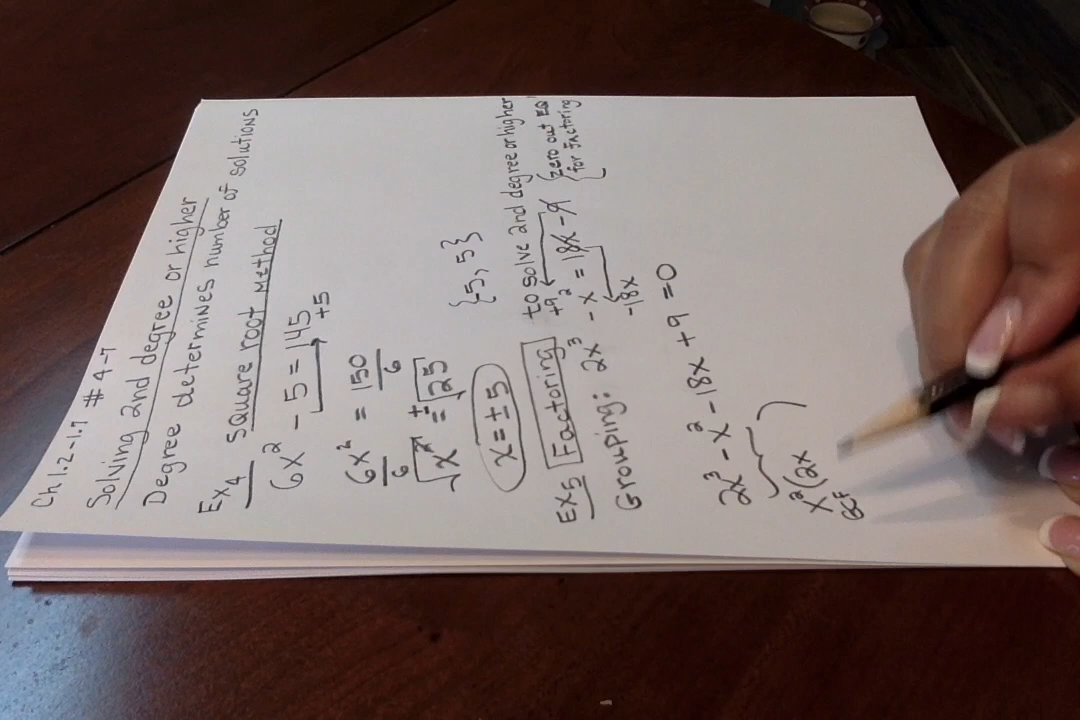 Ch 1.2-1.7 # 4-7
Solving 2nd degree or higher
Degree determines number of solutions
Ex4 square root Method
6x² - 5 = 145
+5
6x² = 150
6 6
√x² = ± √25
x = ± 5 {5, 5}
Ex5 Factoring to solve 2nd degree or higher
+9 {zero out EQ
Grouping: 2x³ - x² = 18x - 9 for factoring
-18x
2x³ - x² - 18x + 9 = 0
x²(2x )
GCF